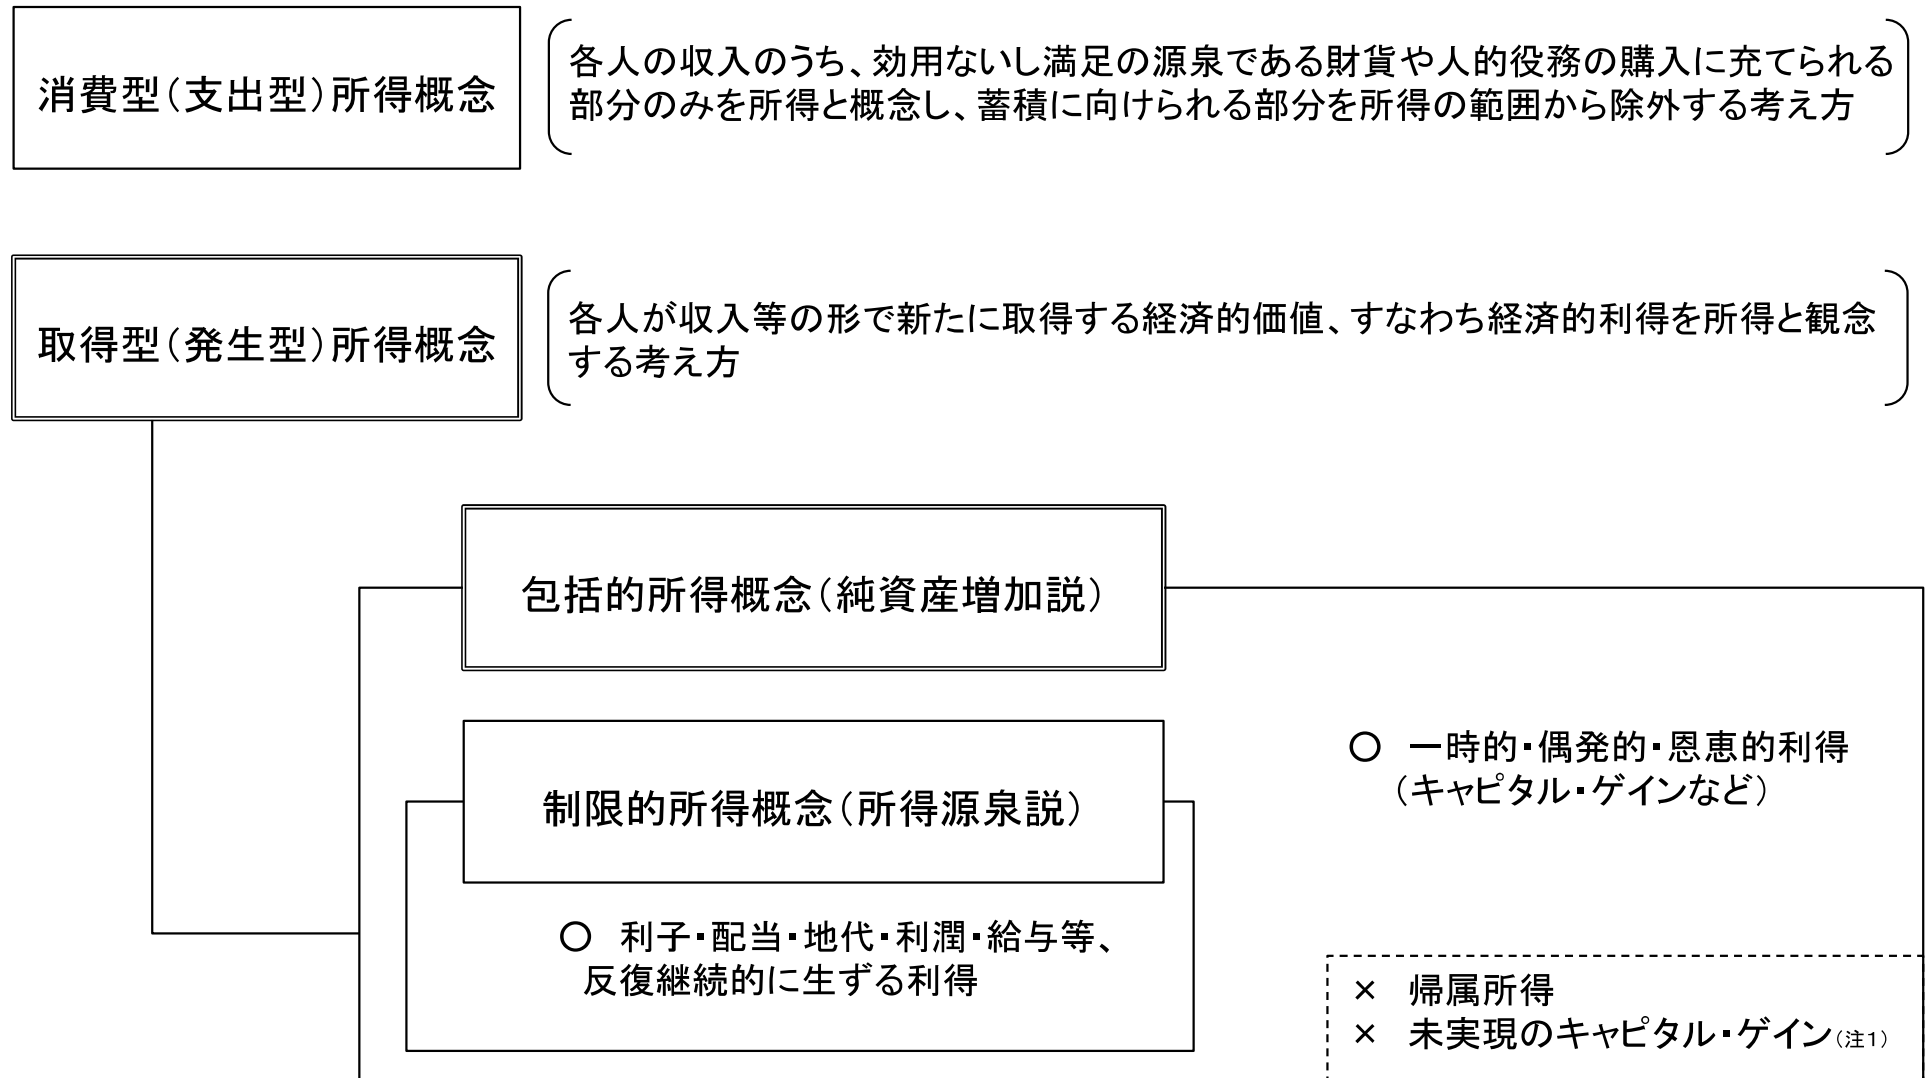 消費型（支出型）所得概念
各人の収入のうち、効用ないし満足の源泉である財貨や人的役務の購入に充てられる
部分のみを所得と概念し、蓄積に向けられる部分を所得の範囲から除外する考え方
取得型（発生型）所得概念
各人が収入等の形で新たに取得する経済的価値、すなわち経済的利得を所得と観念
する考え方
包括的所得概念（純資産増加説）
制限的所得概念（所得源泉説）
○ 一時的・偶発的・恩恵的利得
（キャピタル・ゲインなど）
○ 利子・配当・地代・利潤・給与等、
反復継続的に生ずる利得
× 帰属所得
× 未実現のキャピタル・ゲイン（注1）